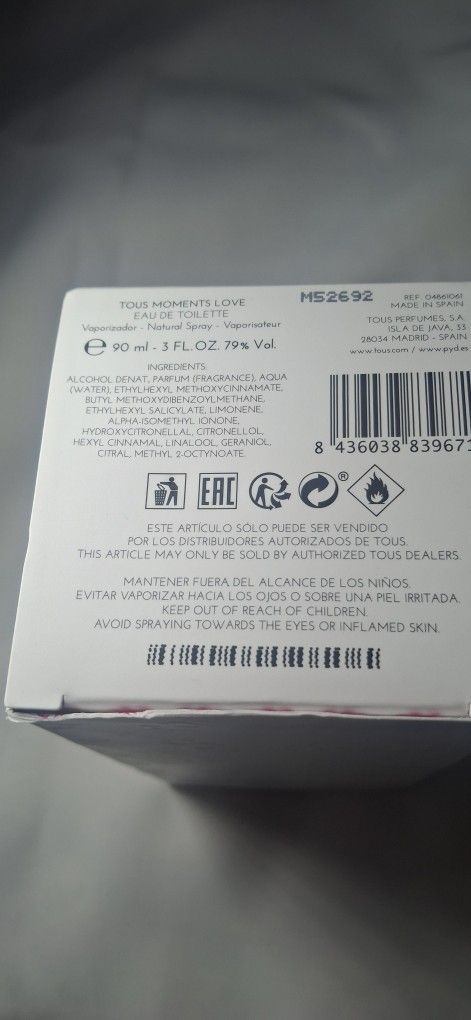 TOUS MOMENTS LOVE
EAU DE TOILETTE
Vaporizador - Natural Spray - Vaporisateur
e 90 ml - 3 FL.OZ. 79% Vol.
INGREDIENTS:
ALCOHOL DENAT, PARFUM (FRAGRANCE), AQUA
(WATER), ETHYLHEXYL METHOXYCINNAMATE,
BUTYL METHOXYDIBENZOYLMETHANE,
ETHYLHEXYL SALICYLATE, LIMONENE,
ALPHA-ISOMETHYL IONONE,
HYDROXYCITRONELLAL, CITRONELLOL,
HEXYL CINNAMAL, LINALOOL, GERANIOL,
CITRAL, METHYL 2-OCTYNOATE.
M52692
REF. 04861061
MADE IN SPAIN
TOUS PERFUMES, S.A.
ISLA DE JAVA, 33
28034 MADRID - SPAIN
www.tous.com / www.pyd.es
8 436038 839671
EAC
®
ESTE ARTÍCULO SÓLO PUEDE SER VENDIDO
POR LOS DISTRIBUIDORES AUTORIZADOS DE TOUS.
THIS ARTICLE MAY ONLY BE SOLD BY AUTHORIZED TOUS DEALERS.
MANTENER FUERA DEL ALCANCE DE LOS NIÑOS.
EVITAR VAPORIZAR HACIA LOS OJOS O SOBRE UNA PIEL IRRITADA.
KEEP OUT OF REACH OF CHILDREN.
AVOID SPRAYING TOWARDS THE EYES OR INFLAMED SKIN.